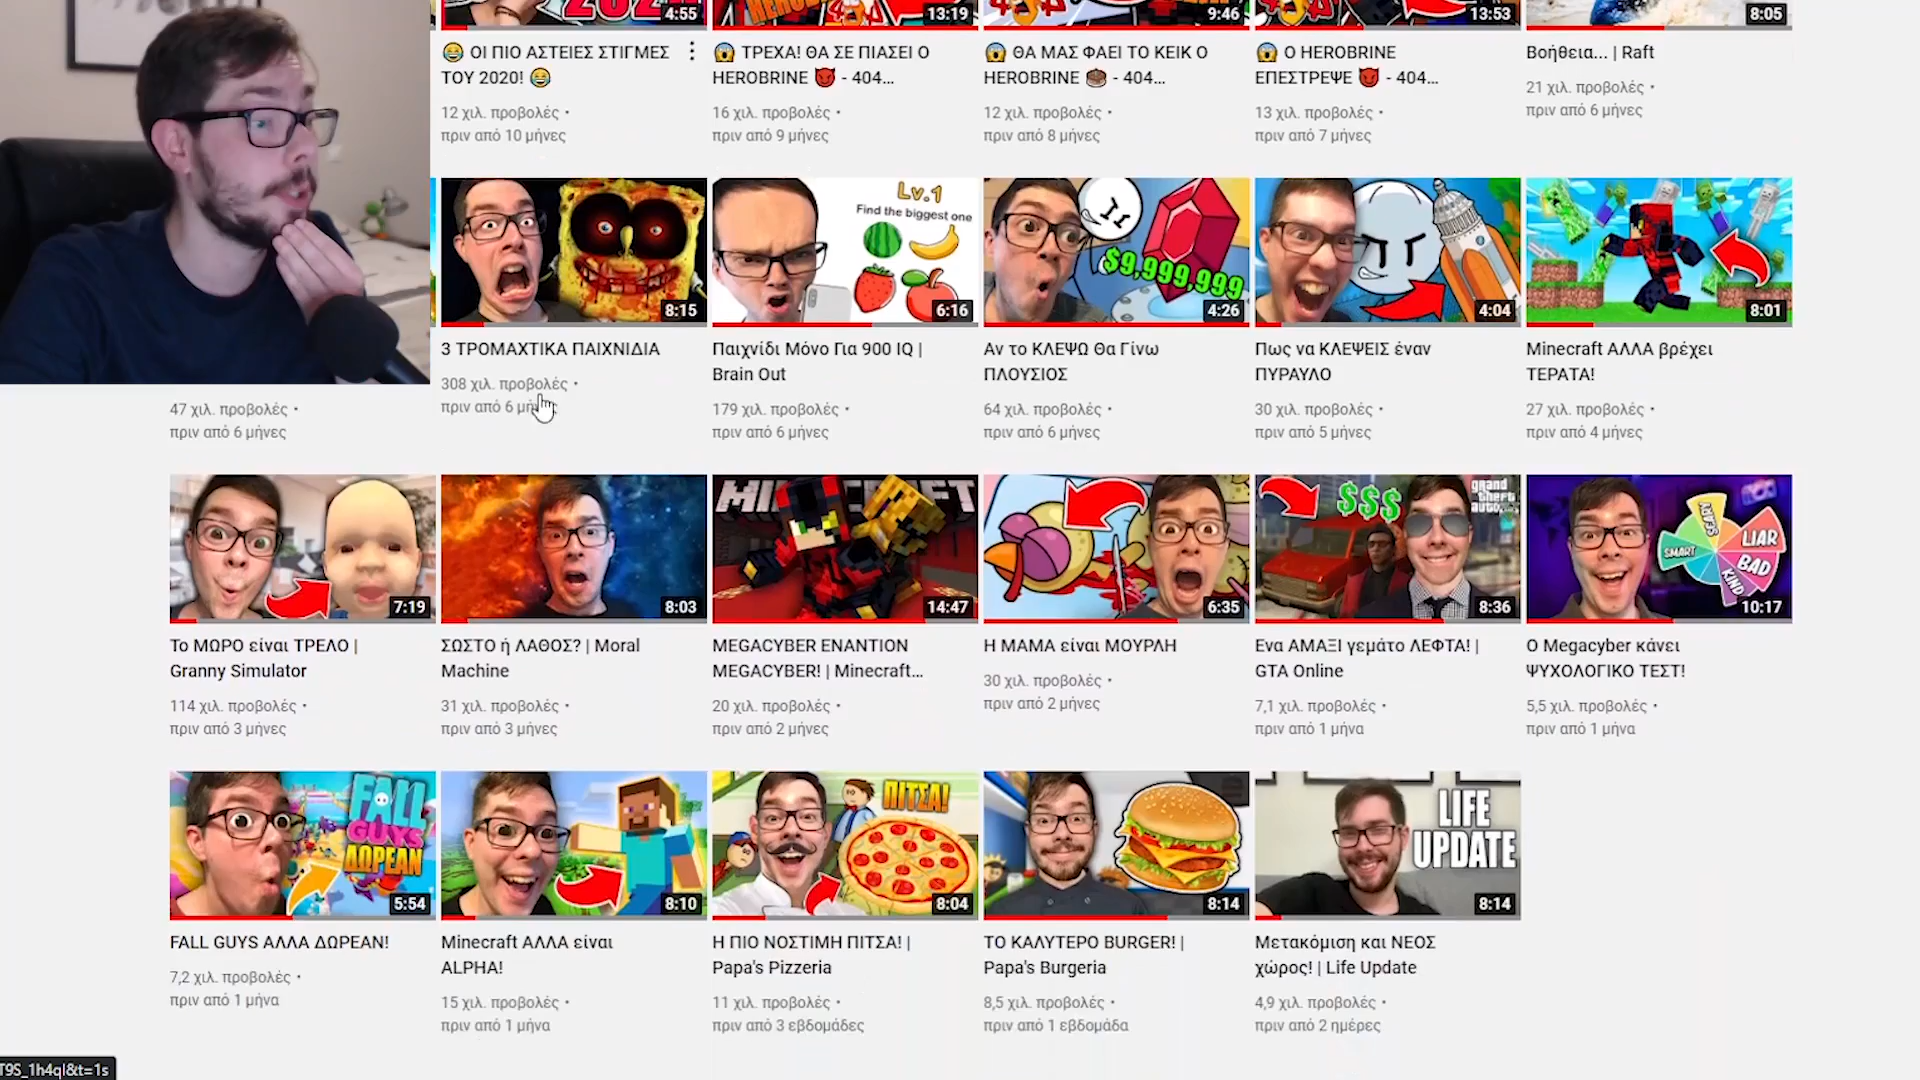 2020
4:55
HEROBRINE
13:19
9:46
13:53
8:05
😂 ΟΙ ΠΙΟ ΑΣΤΕΙΕΣ ΣΤΙΓΜΕΣ
ΤΟΥ 2020! 😂
12 χιλ. προβολές •
πριν από 10 μήνες
😱 ΤΡΕΧΑ! ΘΑ ΣΕ ΠΙΑΣΕΙ Ο
HEROBRINE 👿 - 404...
16 χιλ. προβολές •
πριν από 9 μήνες
😱 ΘΑ ΜΑΣ ΦΑΕΙ ΤΟ ΚΕΙΚ Ο
HEROBRINE 🎂 - 404...
12 χιλ. προβολές •
πριν από 8 μήνες
😱 Ο HEROBRINE
ΕΠΕΣΤΡΕΨΕ 👿 - 404...
13 χιλ. προβολές •
πριν από 7 μήνες
Βοήθεια... | Raft
21 χιλ. προβολές •
πριν από 6 μήνες
47 χιλ. προβολές •
πριν από 6 μήνες
8:15
3 ΤΡΟΜΑΧΤΙΚΑ ΠΑΙΧΝΙΔΙΑ
308 χιλ. προβολές •
πριν από 6
Lv.1
Find the biggest one
6:16
Παιχνίδι Μόνο Για 900 IQ |
Brain Out
179 χιλ. προβολές •
πριν από 6 μήνες
$9,999,999
4:26
Αν το ΚΛΕΨΩ Θα Γίνω
ΠΛΟΥΣΙΟΣ
64 χιλ. προβολές •
πριν από 6 μήνες
4:04
Πως να ΚΛΕΨΕΙΣ έναν
ΠΥΡΑΥΛΟ
30 χιλ. προβολές •
πριν από 5 μήνες
8:01
Minecraft ΑΛΛΑ βρέχει
ΤΕΡΑΤΑ!
27 χιλ. προβολές •
πριν από 4 μήνες
7:19
Το ΜΩΡΟ είναι ΤΡΕΛΟ |
Granny Simulator
114 χιλ. προβολές •
πριν από 3 μήνες
8:03
ΣΩΣΤΟ ή ΛΑΘΟΣ? | Moral
Machine
31 χιλ. προβολές •
πριν από 3 μήνες
MINECRAFT
14:47
MEGACYBER ENANTION
MEGACYBER! | Minecraft...
20 χιλ. προβολές •
πριν από 2 μήνες
6:35
Η ΜΑΜΑ είναι ΜΟΥΡΛΗ
30 χιλ. προβολές •
πριν από 2 μήνες
$$$
grand
theft
auto
8:36
Ενα ΑΜΑΞΙ γεμάτο ΛΕΦΤΑ! |
GTA Online
7,1 χιλ. προβολές •
πριν από 1 μήνα
SCARY
LIAR
SMART
BAD
KIND
10:17
Ο Megacyber κάνει
ΨΥΧΟΛΟΓΙΚΟ ΤΕΣΤ!
5,5 χιλ. προβολές •
πριν από 1 μήνα
FALL
GUYS
ΔΩΡΕΑΝ
5:54
FALL GUYS ΑΛΛΑ ΔΩΡΕΑΝ!
7,2 χιλ. προβολές •
πριν από 1 μήνα
8:10
Minecraft ΑΛΛΑ είναι
ALPHA!
15 χιλ. προβολές •
πριν από 1 μήνα
ΠΙΤΣΑ!
8:04
Η ΠΙΟ ΝΟΣΤΙΜΗ ΠΙΤΣΑ! |
Papa's Pizzeria
11 χιλ. προβολές •
πριν από 3 εβδομάδες
8:14
ΤΟ ΚΑΛΥΤΕΡΟ BURGER! |
Papa's Burgeria
8,5 χιλ. προβολές •
πριν από 1 εβδομάδα
LIFE
UPDATE
8:14
Μετακόμιση και ΝΕΟΣ
χώρος! | Life Update
4,9 χιλ. προβολές •
πριν από 2 ημέρες
T9S_1h4qI&t=1s